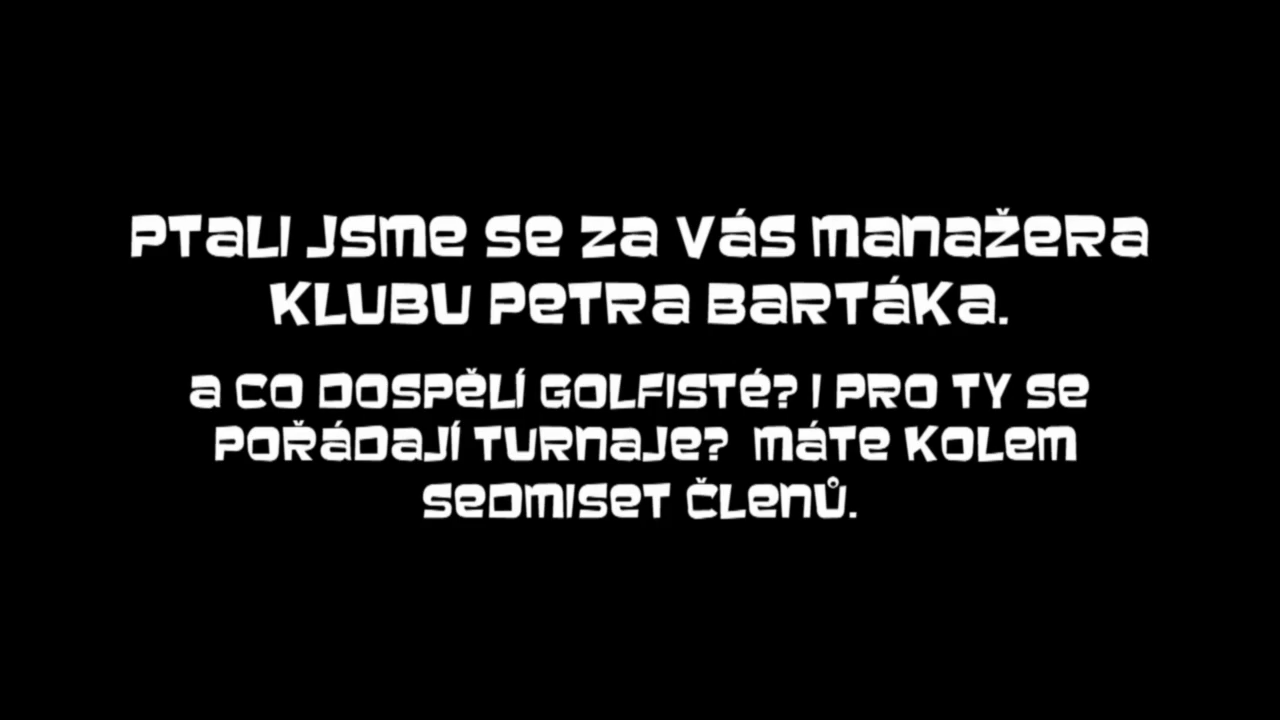 Ptali jsme se za vás manažera
klubu Petra Bartáka.
A co dospělí golfisté? I pro ty se
pořádají turnaje?  Máte kolem
sedmiset členů.